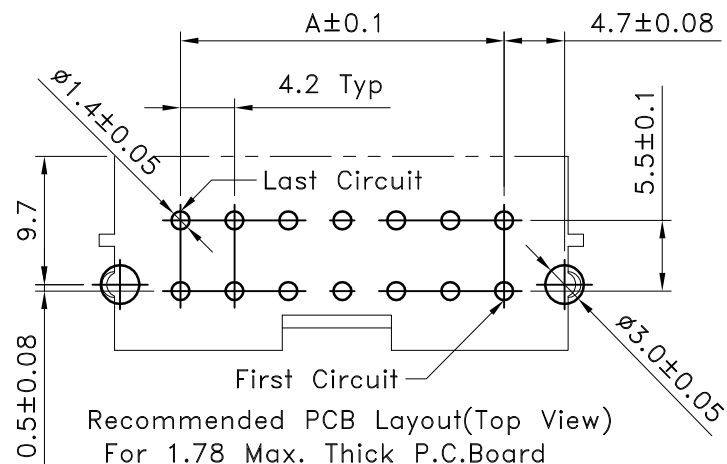 A±0.1
4.7±0.08
4.2 Typ
ø1.4±0.05
5.5±0.1
Last Circuit
9.7
0.5±0.08
ø3.0±0.05
First Circuit
Recommended PCB Layout(Top View)
For 1.78 Max. Thick P.C.Board